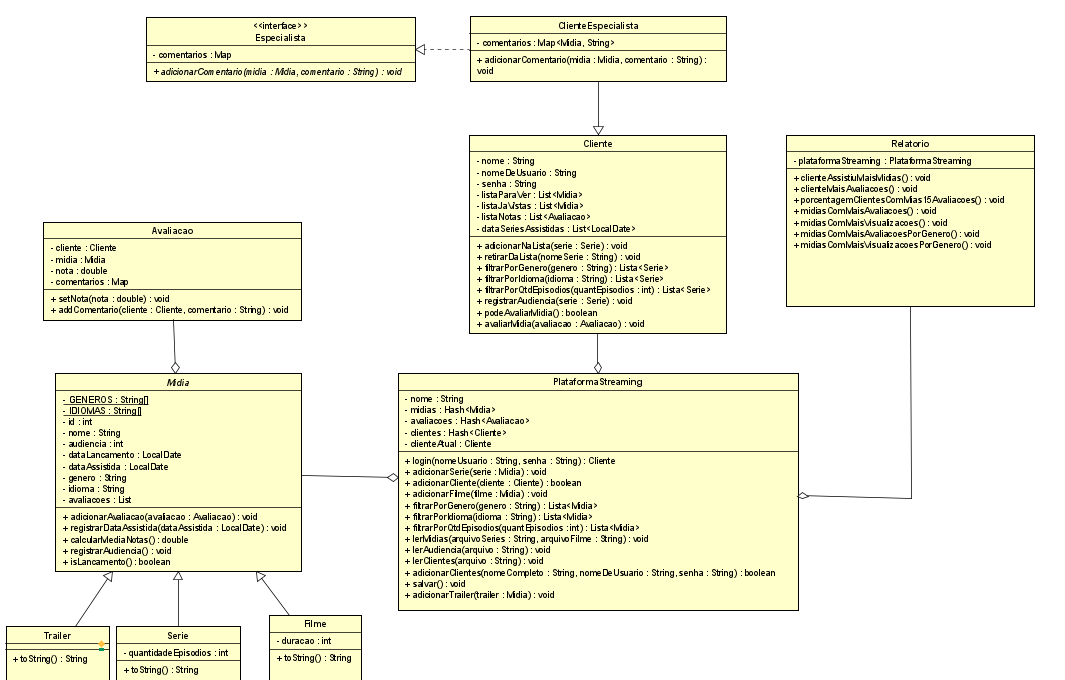 <<interface>>
Especialista
- comentarios : Map
+ adicionarComentario(midia : Midia, comentario : String) : void
ClienteEspecialista
- comentarios : Map<Midia, String>
+ adicionarComentario(midia : Midia, comentario : String) :
void
Cliente
- nome : String
- nomeDeUsuario : String
- senha : String
- listaParaVer : List<Midia>
- listaJaVistas : List<Midia>
- listaNotas : List<Avaliacao>
- dataSeriesAssistidas : List<LocalDate>
+ adicionarNaLista(serie : Serie) : void
+ retirarDaLista(nomeSerie : String) : void
+ filtrarPorGenero(genero : String) : Lista<Serie>
+ filtrarPorIdioma(idioma : String) : Lista<Serie>
+ filtrarPorQtdEpisodios(quantEpisodios : int) : Lista<Serie>
+ registrarAudiencia(serie : Serie) : void
+ podeAvaliarMidia() : boolean
+ avaliarMidia(avaliacao : Avaliacao) : void
Relatorio
- plataformaStreaming : PlataformaStreaming
+ clienteAssistiuMaisMidias() : void
+ clienteMaisAvaliacoes() : void
+ porcentagemClientesComMias15Avaliacoes() : void
+ midiasComMaisAvaliacoes() : void
+ midiasComMaisVisualizacoes() : void
+ midiasComMaisAvaliacaoesPorGenero() : void
+ midiasComMaisVisualizacoesPorGenero() : void
Avaliacao
- cliente : Cliente
- midia : Midia
- nota : double
- comentarios : Map
+ setNota(nota : double) : void
+ addComentario(cliente : Cliente, comentario : String) : void
Midia
- GENEROS : String[]
- IDIOMAS : String[]
- id : int
- nome : String
- audiencia : int
- dataLancamento : LocalDate
- dataAssistida : LocalDate
- genero : String
- idioma : String
- avaliacoes : List
+ adicionarAvaliacao(avaliacao : Avaliacao) : void
+ registrarDataAssistida(dataAssistida : LocalDate) : void
+ calcularMediaNotas() : double
+ registrarAudiencia() : void
+ isLancamento() : boolean
PlataformaStreaming
- nome : String
- midias : Hash<Midia>
- avaliacoes : Hash<Avaliacao>
- clientes : Hash<Cliente>
- clienteAtual : Cliente
+ login(nomeUsuario : String, senha : String) : Cliente
+ adicionarSerie(serie : Midia) : void
+ adicionarCliente(cliente : Cliente) : boolean
+ adicionarFilme(filme : Midia) : void
+ filtrarPorGenero(genero : String) : Lista<Midia>
+ filtrarPorIdioma(idioma : String) : Lista<Midia>
+ filtrarPorQtdEpisodios(quantEpisodios : int) : Lista<Midia>
+ lerMidias(arquivoSeries : String, arquivoFilme : String) : void
+ lerAudiencia(arquivo : String) : void
+ lerClientes(arquivo : String) : void
+ adicionarClientes(nomeCompleto : String, nomeDeUsuario : String, senha : String) : boolean
+ salvar() : void
+ adicionarTrailer(trailer : Midia) : void
Trailer
+ toString() : String
Serie
- quantidadeEpisodios : int
+ toString() : String
Filme
- duracao : int
+ toString() : String